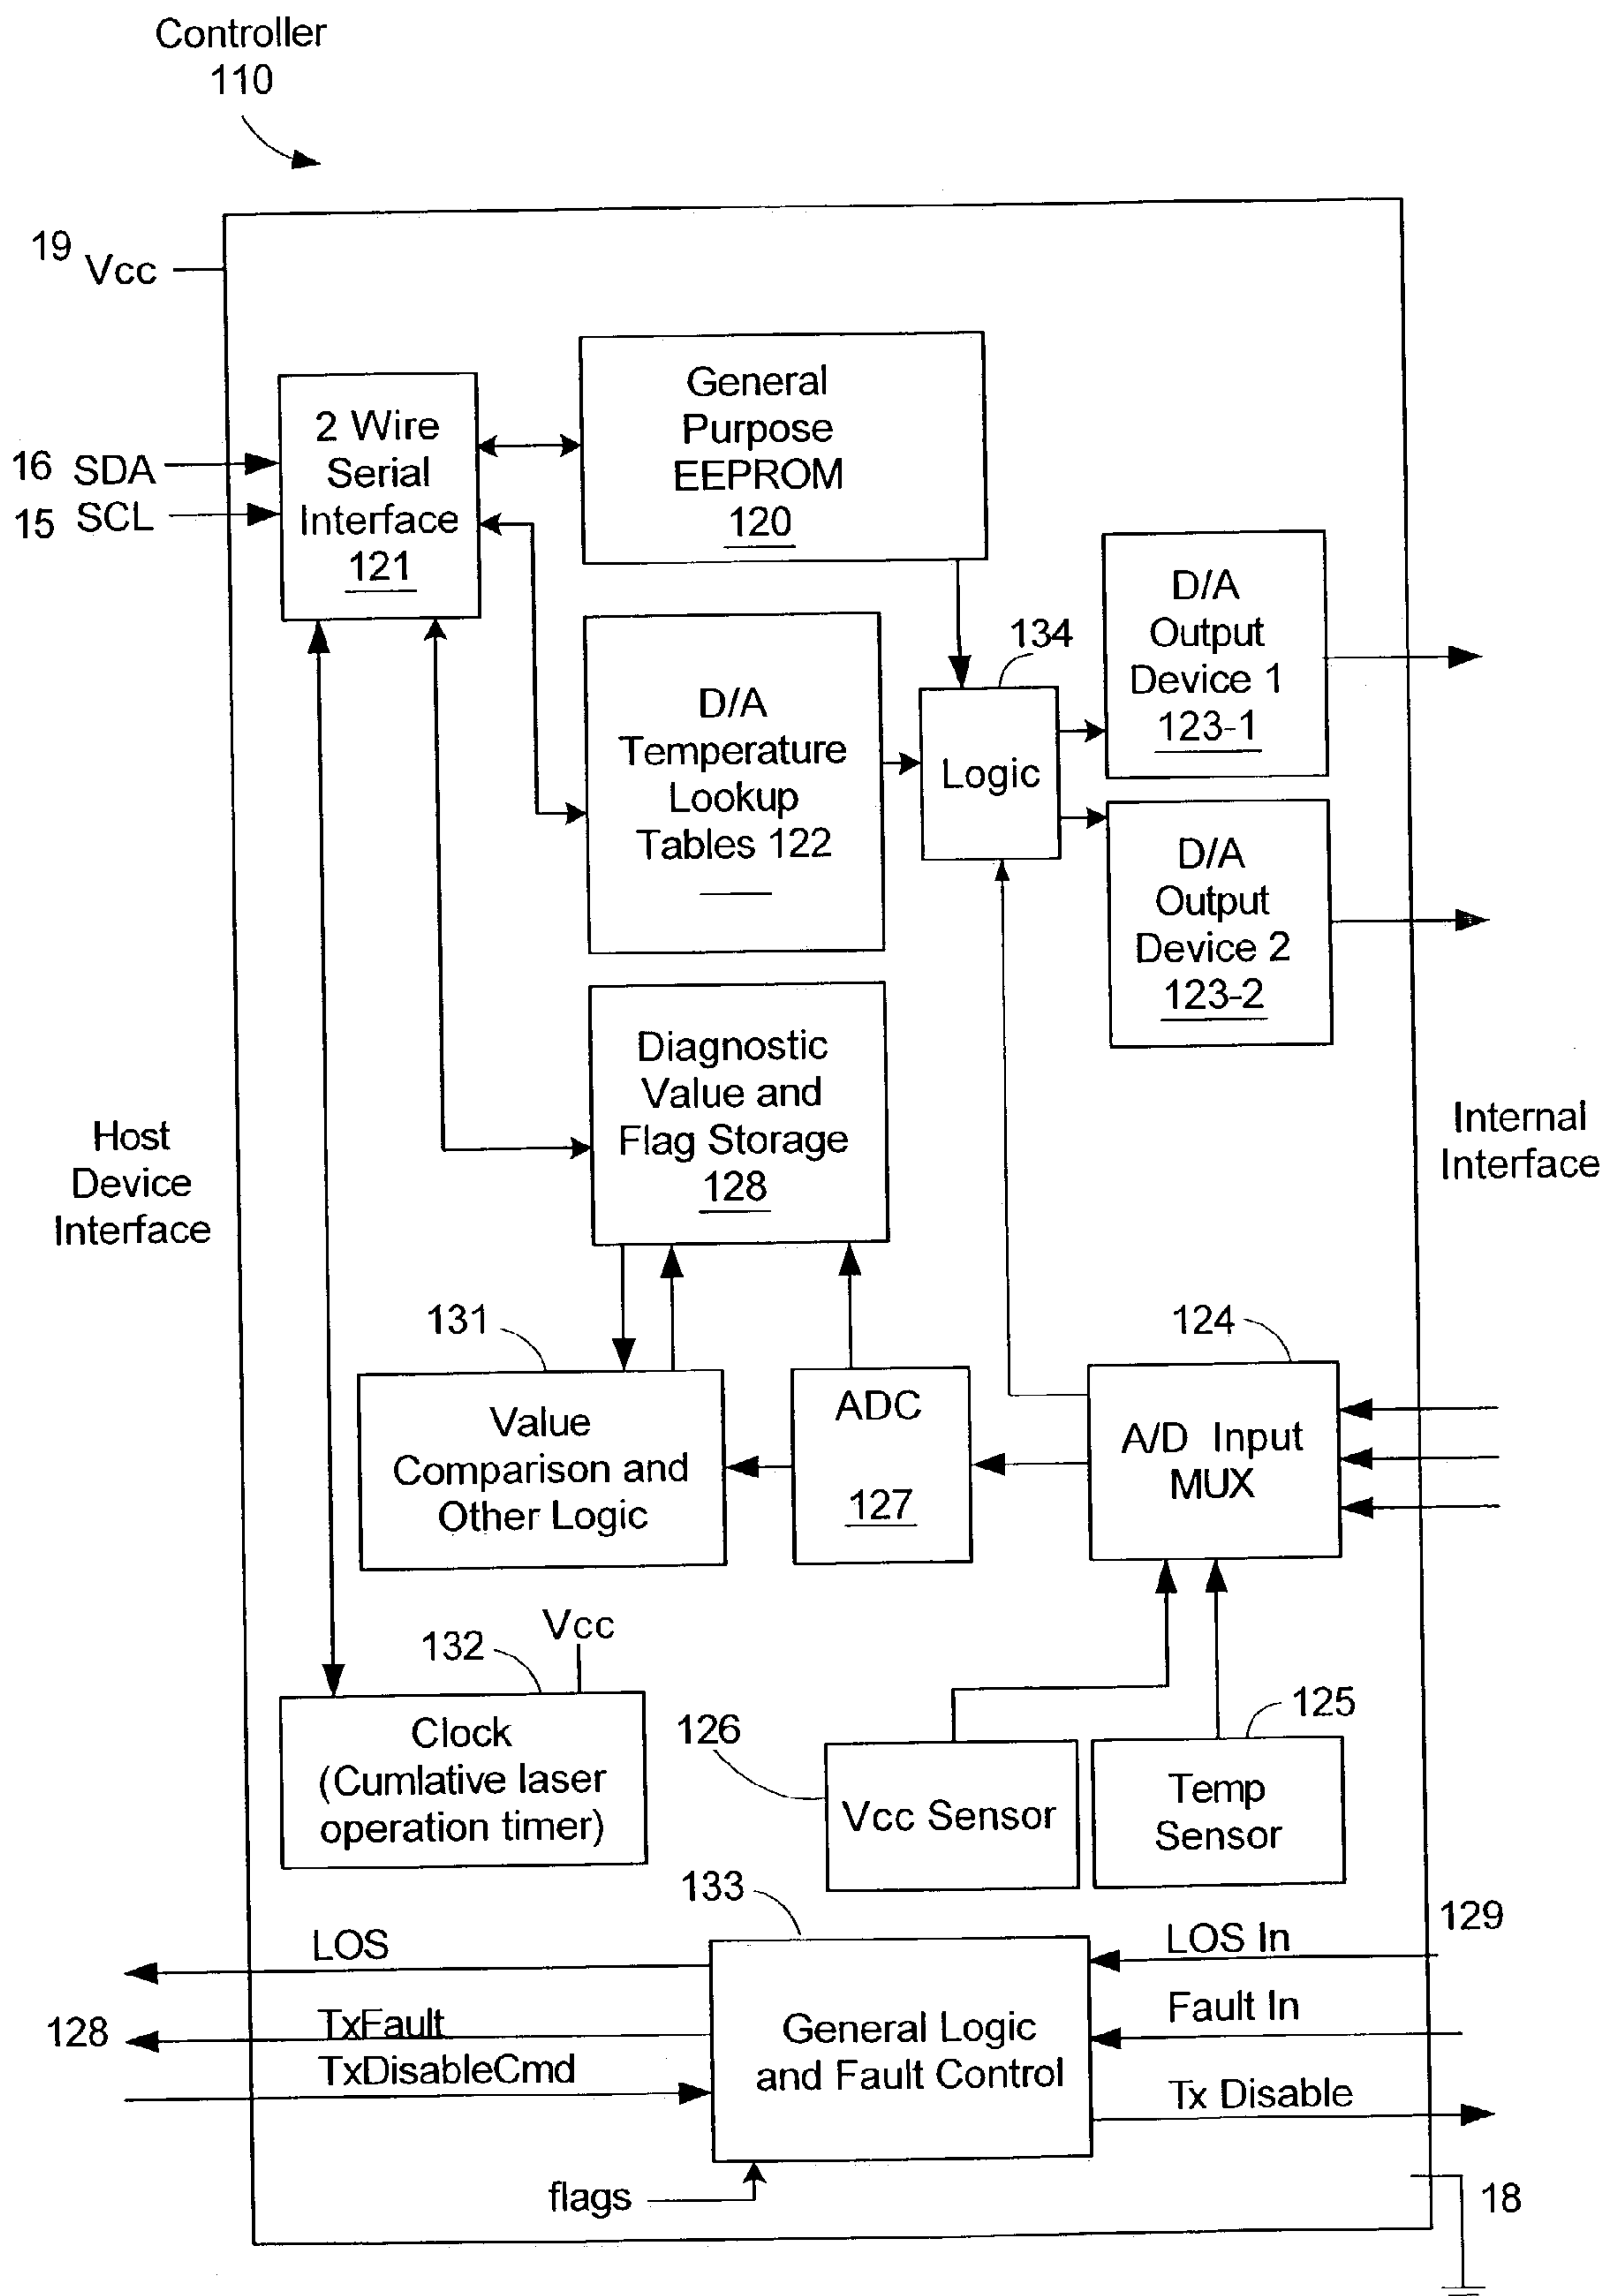 Controller
110
19
Vcc
General
Purpose
EEPROM
120
2 Wire
Serial
Interface
121
16 SDA
15 SCL
D/A
Output
Device 1
123-1
134
D/A
Temperature
Lookup
Tables 122
Logic
D/A
Output
Device 2
123-2
Diagnostic
Value and
Flag Storage
128
Host
Device
Interface
Internal
Interface
131
124
Value
Comparison and
Other Logic
ADC
127
A/D Input
MUX
132
Vcc
Clock
(Cumlative laser
operation timer)
126
125
Vcc Sensor
Temp
Sensor
133
129
LOS
LOS In
128
TxFault
Fault In
TxDisableCmd
General Logic
and Fault Control
Tx Disable
flags
18